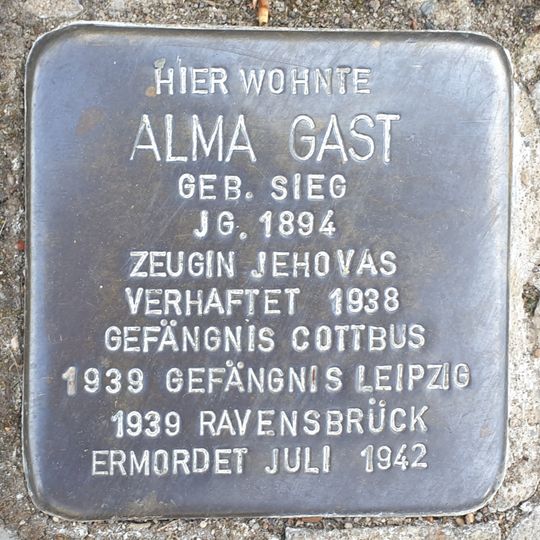 HIER WOHNTE
ALMA GAST
GEB. SIEG
JG. 1894
ZEUGIN JEHOVAS
VERHAFTET 1938
GEFÄNGNIS COTTBUS
1939 GEFÄNGNIS LEIPZIG
1939 RAVENSBRÜCK
ERMORDET JULI 1942